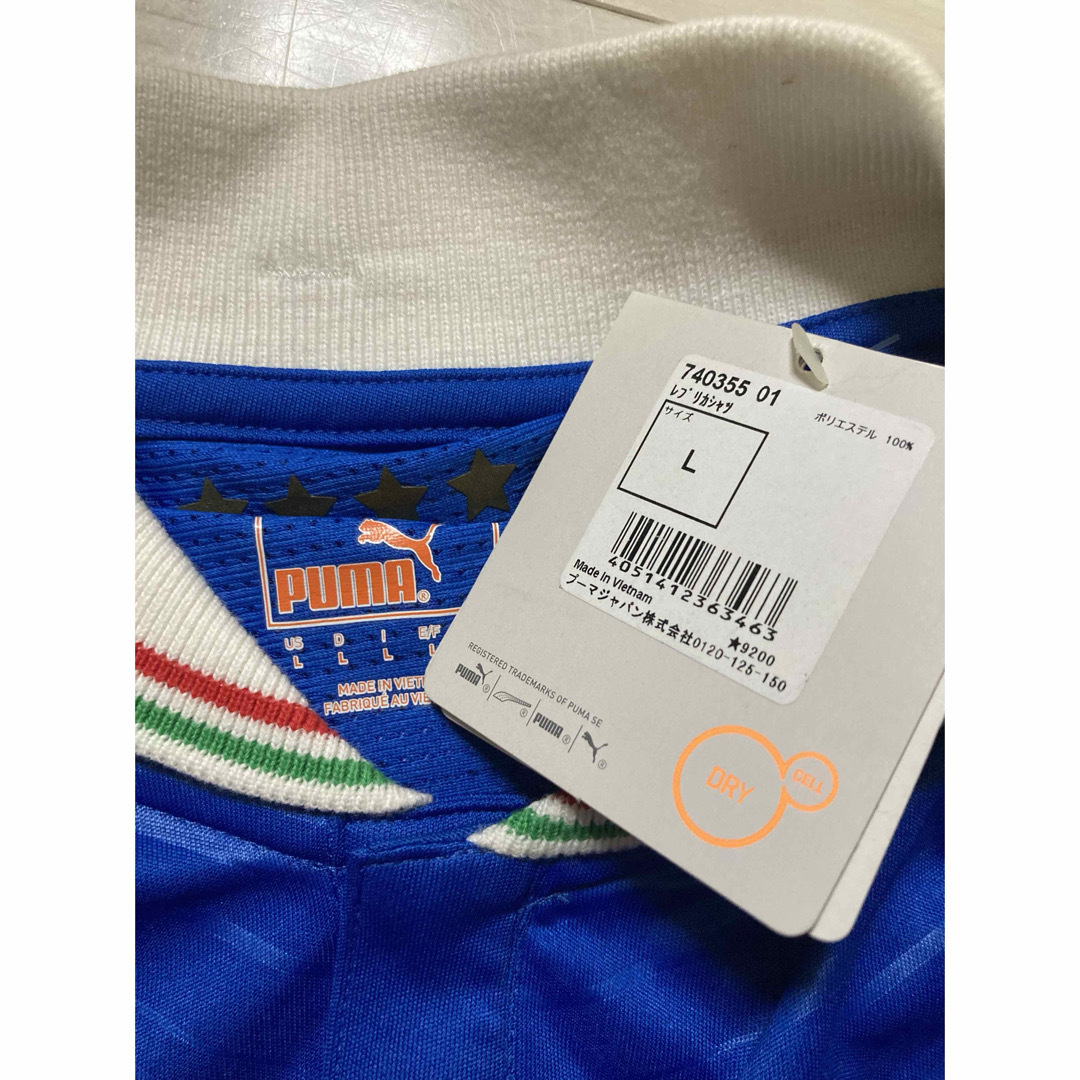 740355 01
レプリカシャツ
サイズ
ポリエステル 100%
L
4051412363463
Made in Vietnam
プーマジャパン株式会社0120-125-150
★9200
REGISTERED TRADEMARKS OF PUMA SE
PUMA®
®
PUMA®
®
DRY
CELL
PUMA®
US D I E/F
L L L L
MADE IN VIET
FABRIQUÉ AU VIE